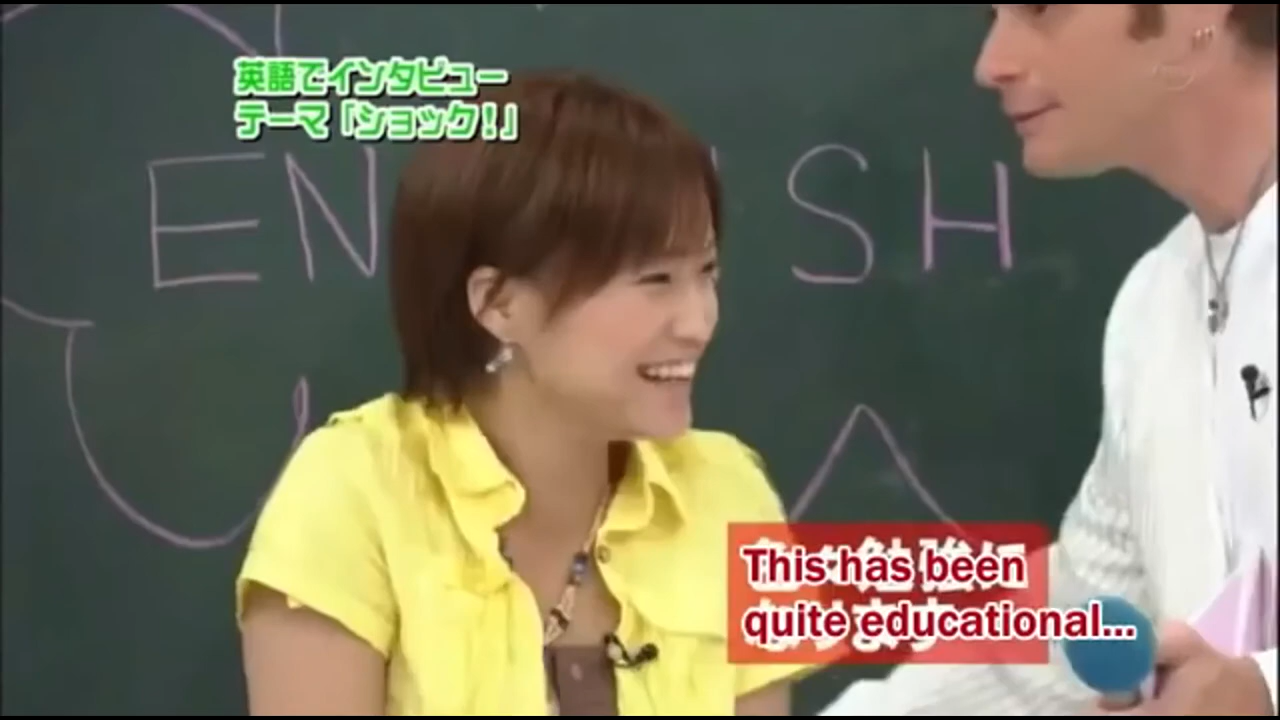 英語でインタビュー
テーマ「ショック!」
EN ISH
This has been
quite educational...